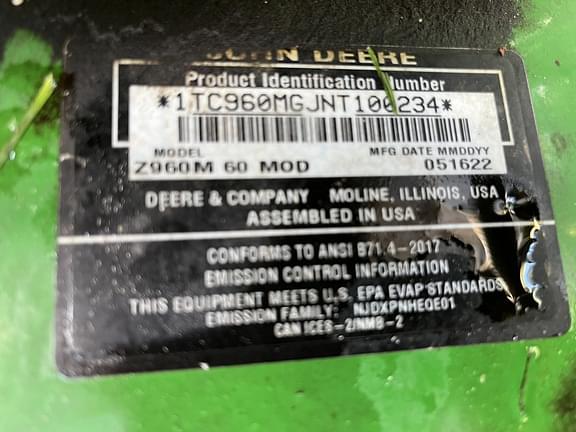 JOHN DEERE
Product Identification Number
*1TC960MGJNT100234*
MODEL MFG DATE MMDDYY
Z960M 60 MOD 051622
DEERE & COMPANY MOLINE, ILLINOIS, USA
ASSEMBLED IN USA
CONFORMS TO ANSI B71.4-2017
EMISSION CONTROL INFORMATION
THIS EQUIPMENT MEETS U.S. EPA EVAP STANDARDS
EMISSION FAMILY: NJDXPNHEQE01
CAN ICES-2/NMB-2